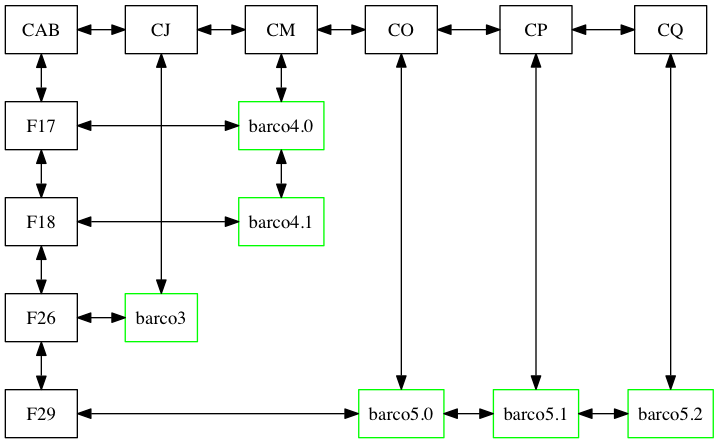 CAB CJ CM CO CP CQ
F17 barco4.0
F18 barco4.1
F26 barco3
F29 barco5.0 barco5.1 barco5.2